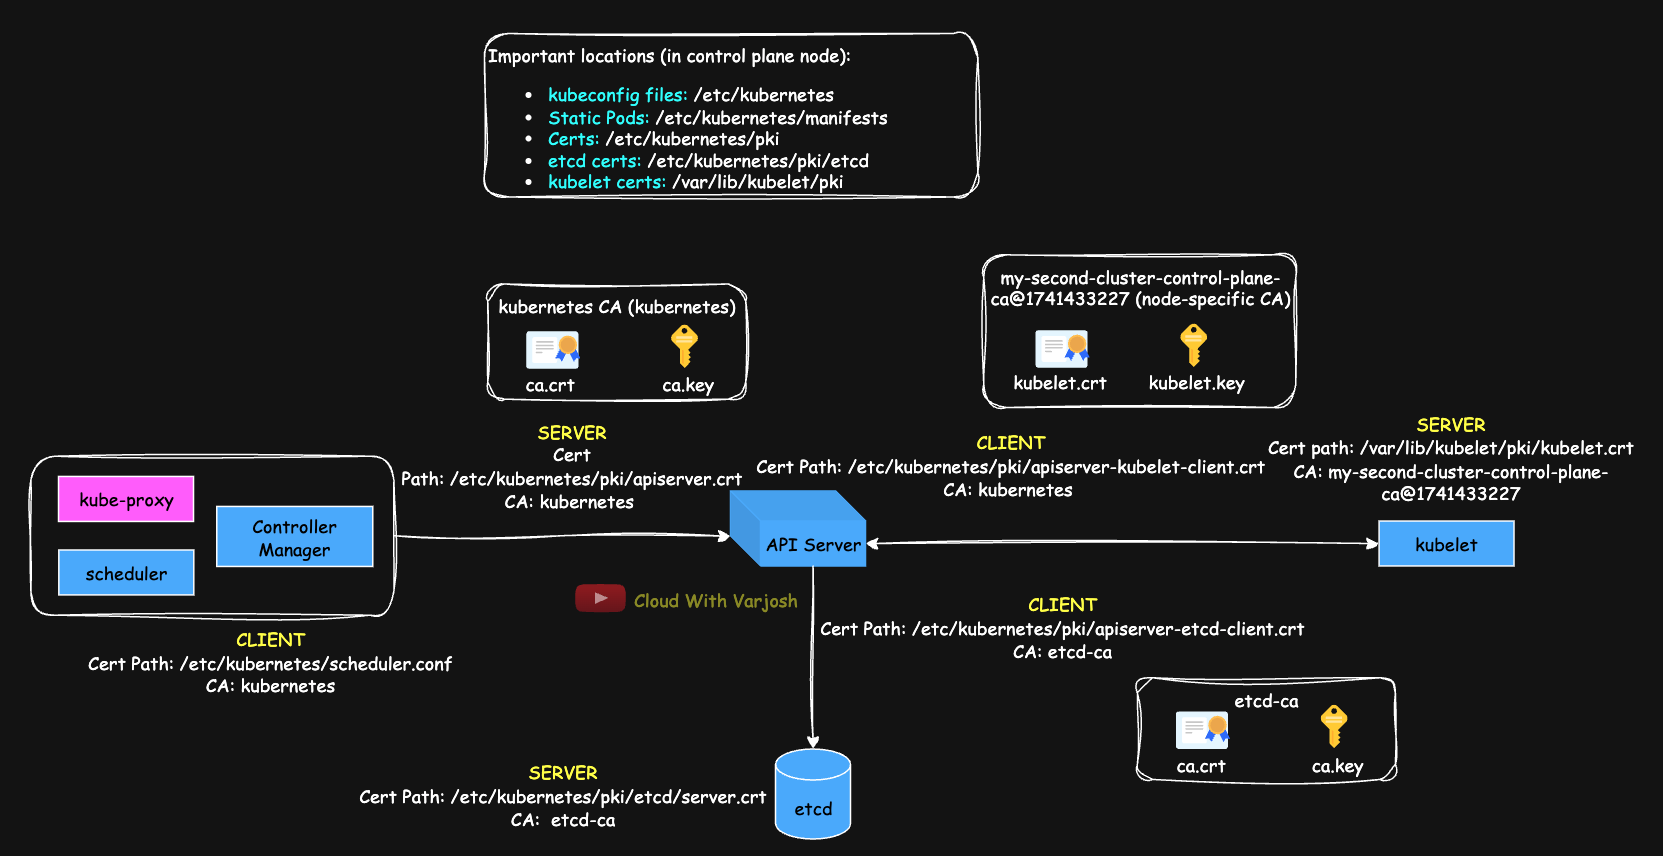 Important locations (in control plane node):
• kubeconfig files: /etc/kubernetes
• Static Pods: /etc/kubernetes/manifests
• Certs: /etc/kubernetes/pki
• etcd certs: /etc/kubernetes/pki/etcd
• kubelet certs: /var/lib/kubelet/pki
kubernetes CA (kubernetes)
ca.crt
ca.key
my-second-cluster-control-plane-
ca@1741433227 (node-specific CA)
kubelet.crt
kubelet.key
SERVER
Cert
Path: /etc/kubernetes/pki/apiserver.crt
CA: kubernetes
CLIENT
Cert Path: /etc/kubernetes/pki/apiserver-kubelet-client.crt
CA: kubernetes
SERVER
Cert path: /var/lib/kubelet/pki/kubelet.crt
CA: my-second-cluster-control-plane-
ca@1741433227
kube-proxy
Controller
Manager
scheduler
API Server
kubelet
CLIENT
Cert Path: /etc/kubernetes/scheduler.conf
CA: kubernetes
Cloud With Varjosh
CLIENT
Cert Path: /etc/kubernetes/pki/apiserver-etcd-client.crt
CA: etcd-ca
etcd-ca
ca.crt
ca.key
SERVER
Cert Path: /etc/kubernetes/pki/etcd/server.crt
CA: etcd-ca
etcd